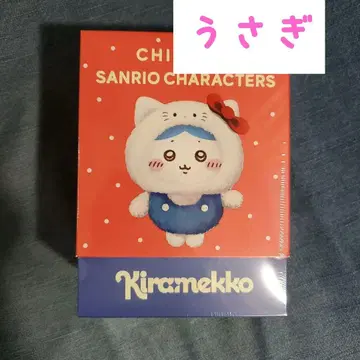 うさぎ
CHI
SANRIO CHARACTERS
Kiramekko